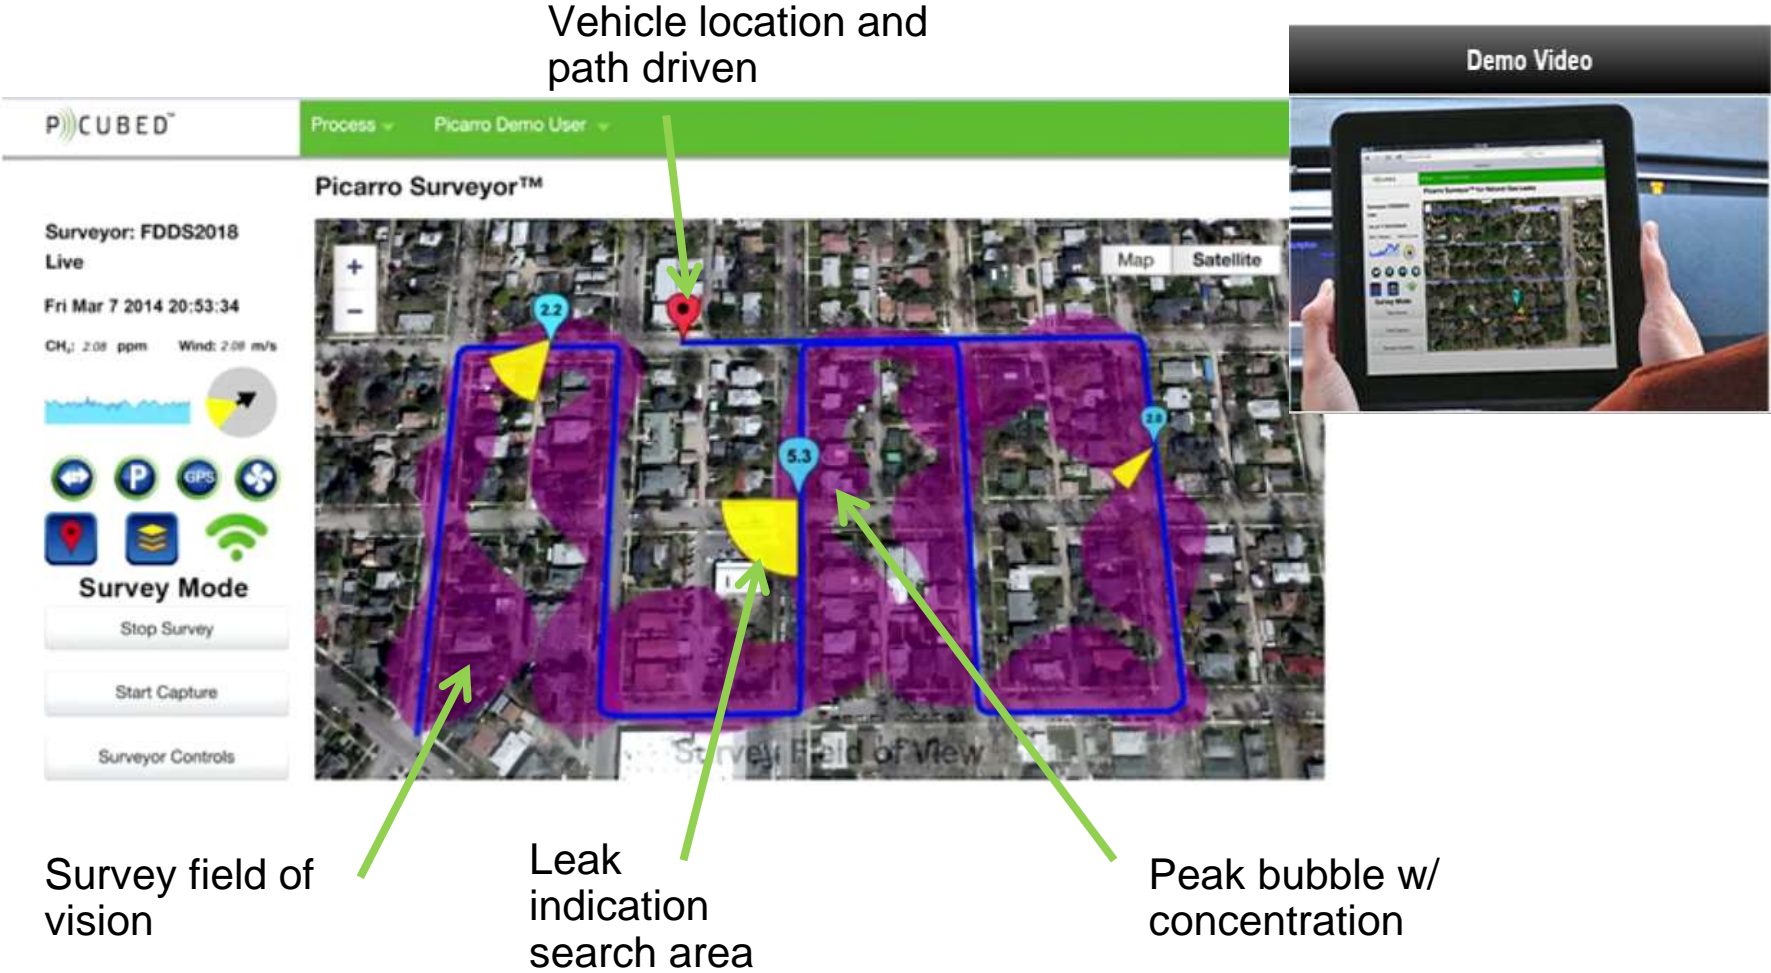 Vehicle location and
path driven
Demo Video
P))CUBED™
Process
Picarro Demo User
Picarro Surveyor™
Surveyor: FDDS2018
Live
Fri Mar 7 2014 20:53:34
CH₄: 2.08 ppm Wind: 2.08 m/s
P
GPS
Survey Mode
Stop Survey
Start Capture
Surveyor Controls
+
−
Map
Satellite
2.2
5.3
2.8
Survey Field of View
Survey field of
vision
Leak
indication
search area
Peak bubble w/
concentration